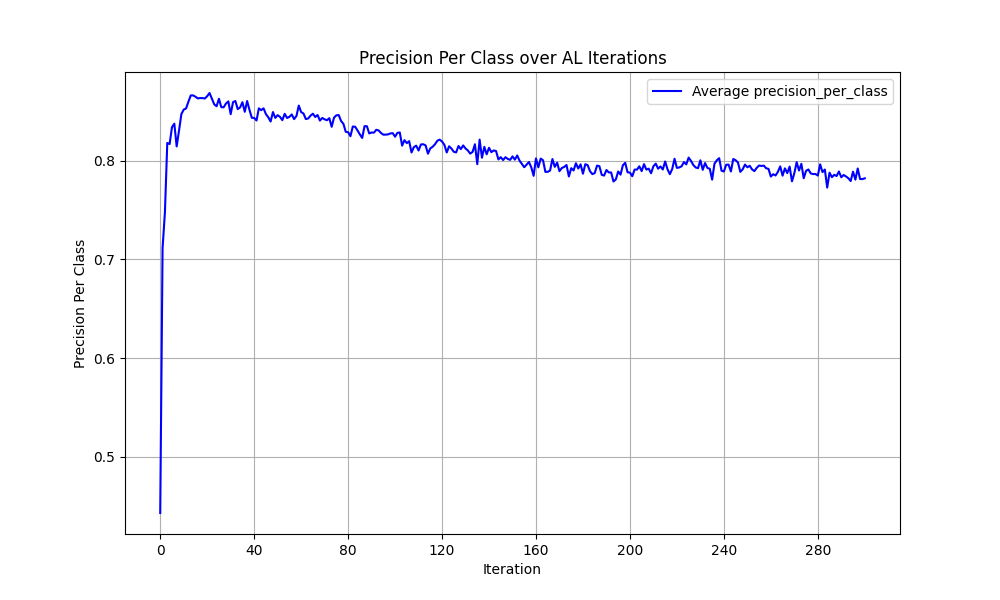 Precision Per Class over AL Iterations
Average precision_per_class
Precision Per Class
0.8
0.7
0.6
0.5
0 40 80 120 160 200 240 280
Iteration